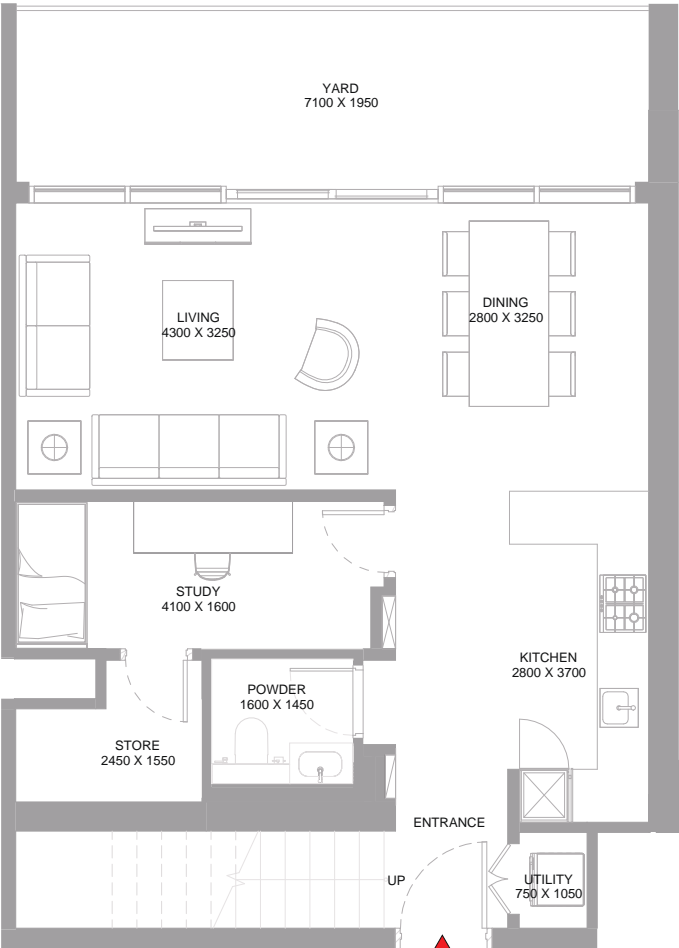 YARD
7100 X 1950
LIVING
4300 X 3250
DINING
2800 X 3250
STUDY
4100 X 1600
KITCHEN
2800 X 3700
POWDER
1600 X 1450
STORE
2450 X 1550
ENTRANCE
UP
UTILITY
750 X 1050